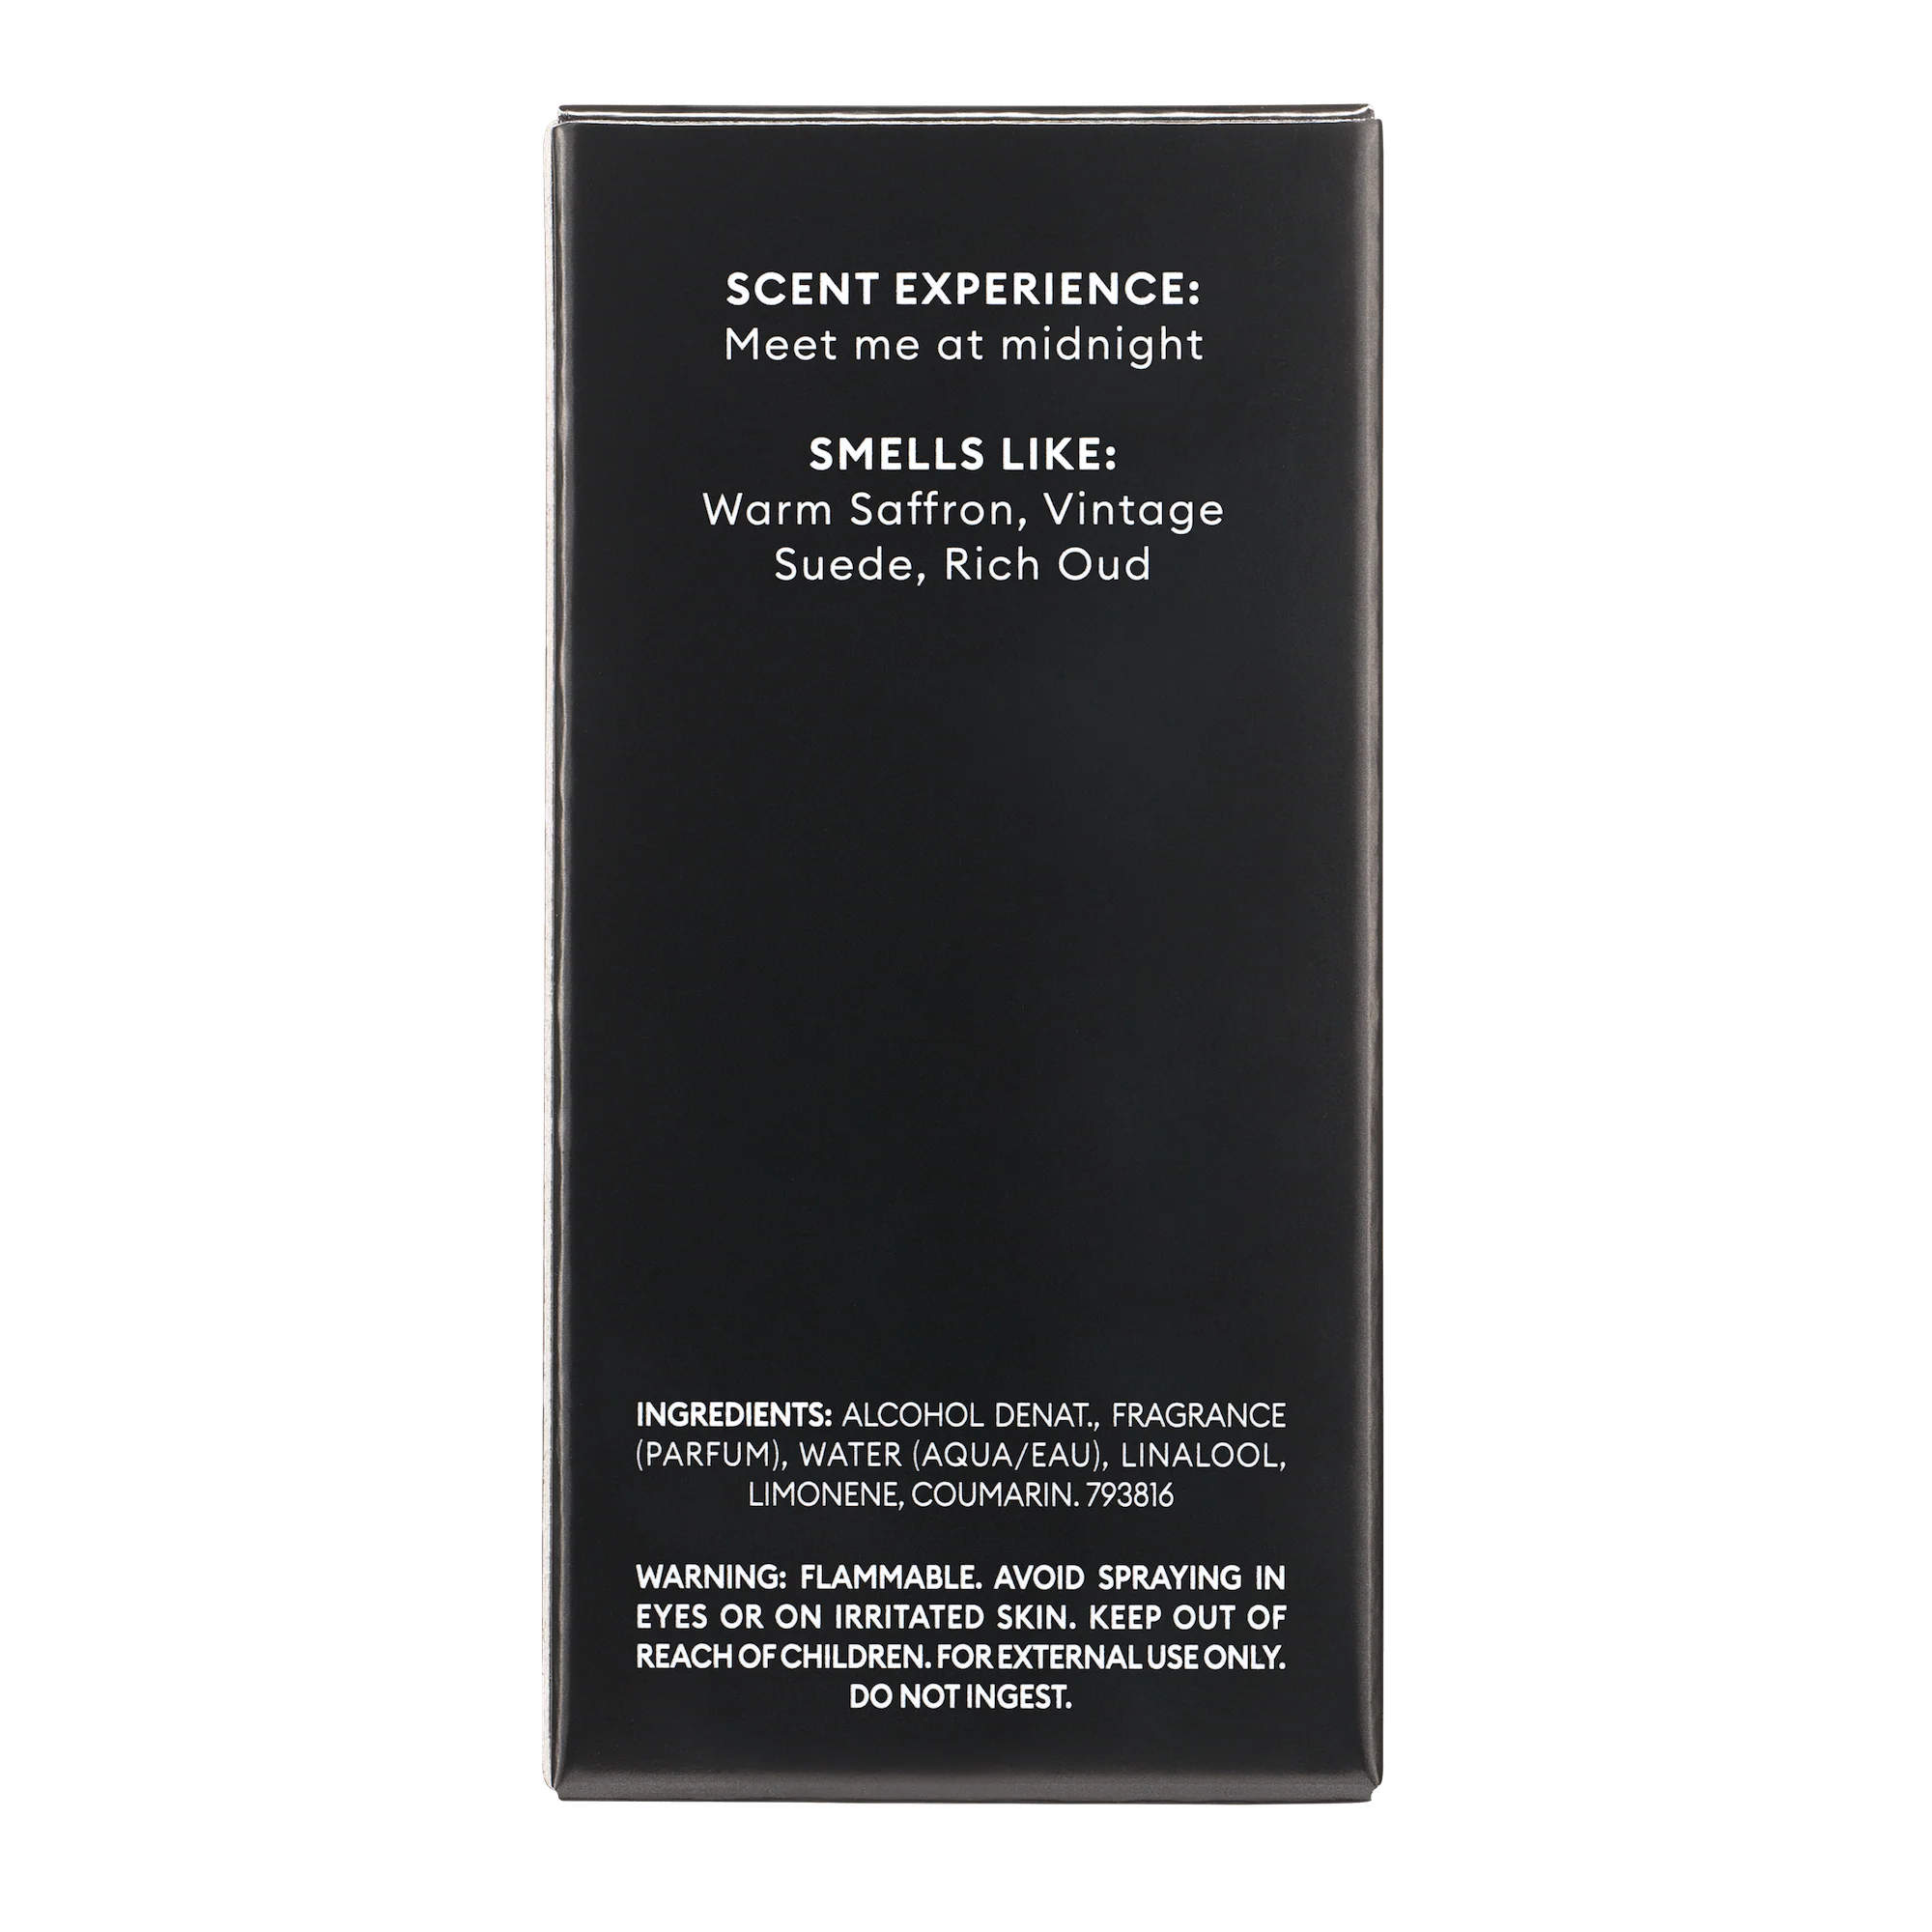 SCENT EXPERIENCE:
Meet me at midnight
SMELLS LIKE:
Warm Saffron, Vintage
Suede, Rich Oud
INGREDIENTS: ALCOHOL DENAT., FRAGRANCE
(PARFUM), WATER (AQUA/EAU), LINALOOL,
LIMONENE, COUMARIN. 793816
WARNING: FLAMMABLE. AVOID SPRAYING IN
EYES OR ON IRRITATED SKIN. KEEP OUT OF
REACH OF CHILDREN. FOR EXTERNAL USE ONLY.
DO NOT INGEST.